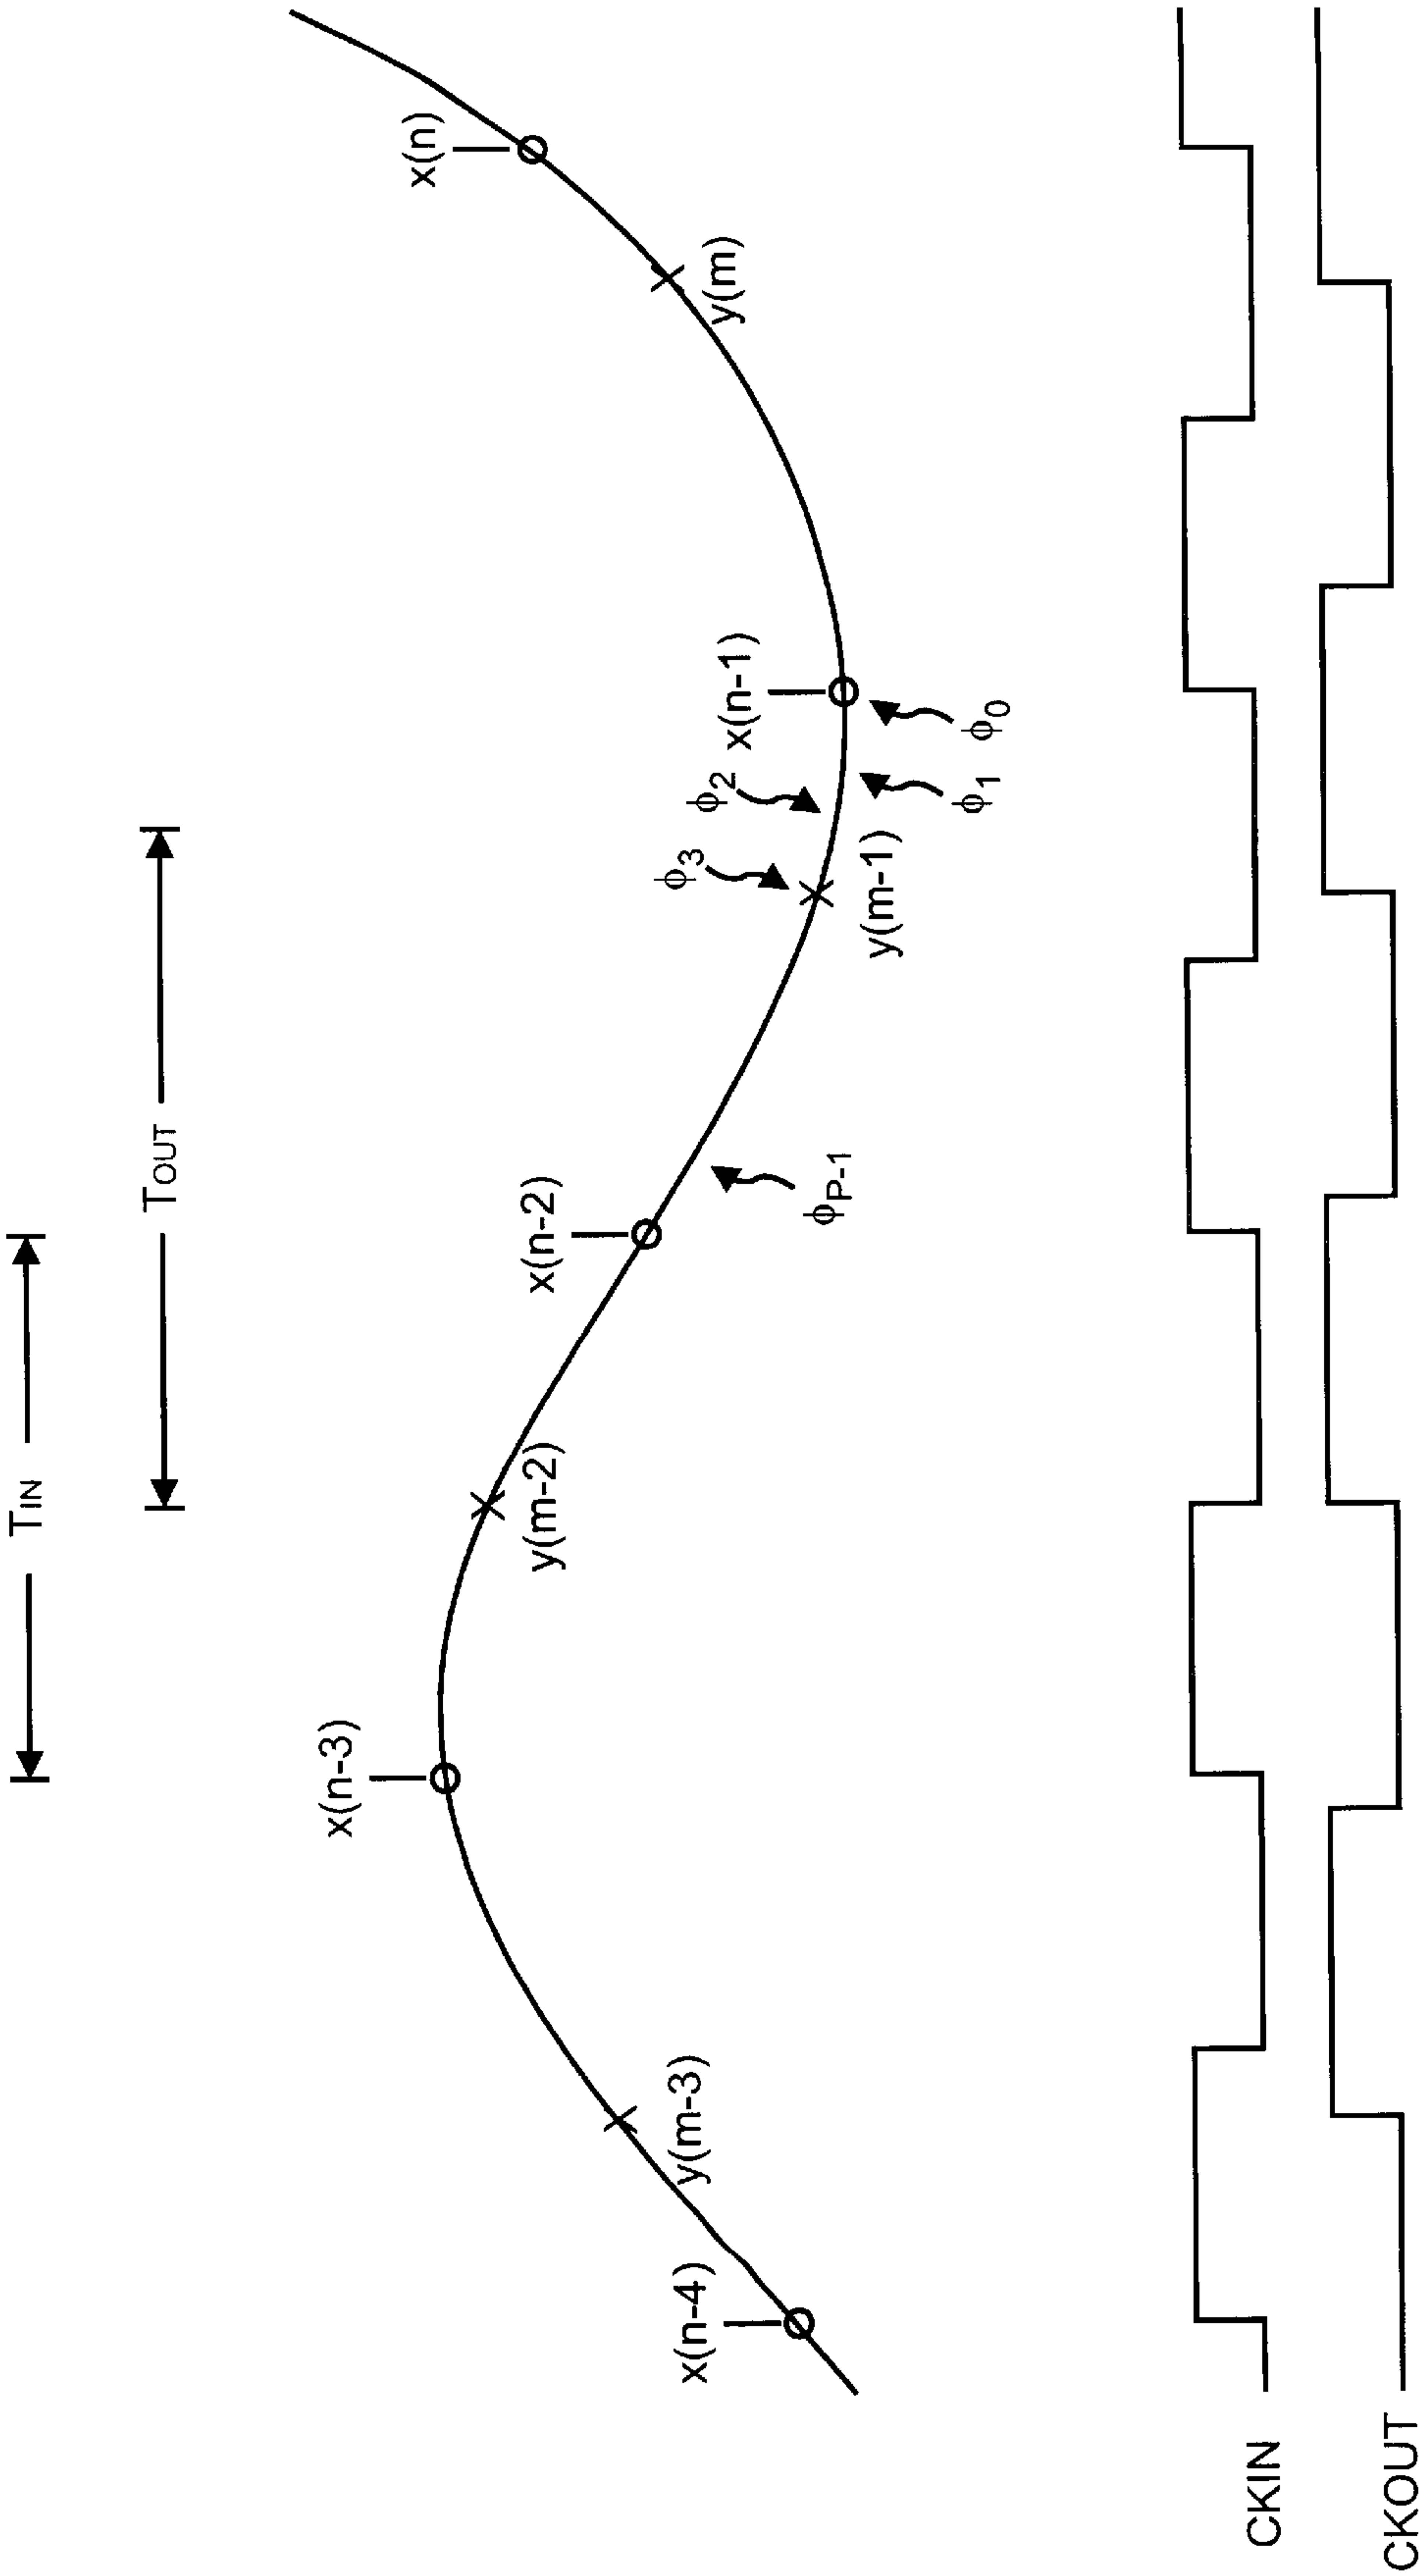 TIN
TOUT
x(n-4)
y(m-3)
x(n-3)
y(m-2)
x(n-2)
ϕP-1
y(m-1)
ϕ3
ϕ2
ϕ1
ϕ0
x(n-1)
y(m)
x(n)
CKIN
CKOUT